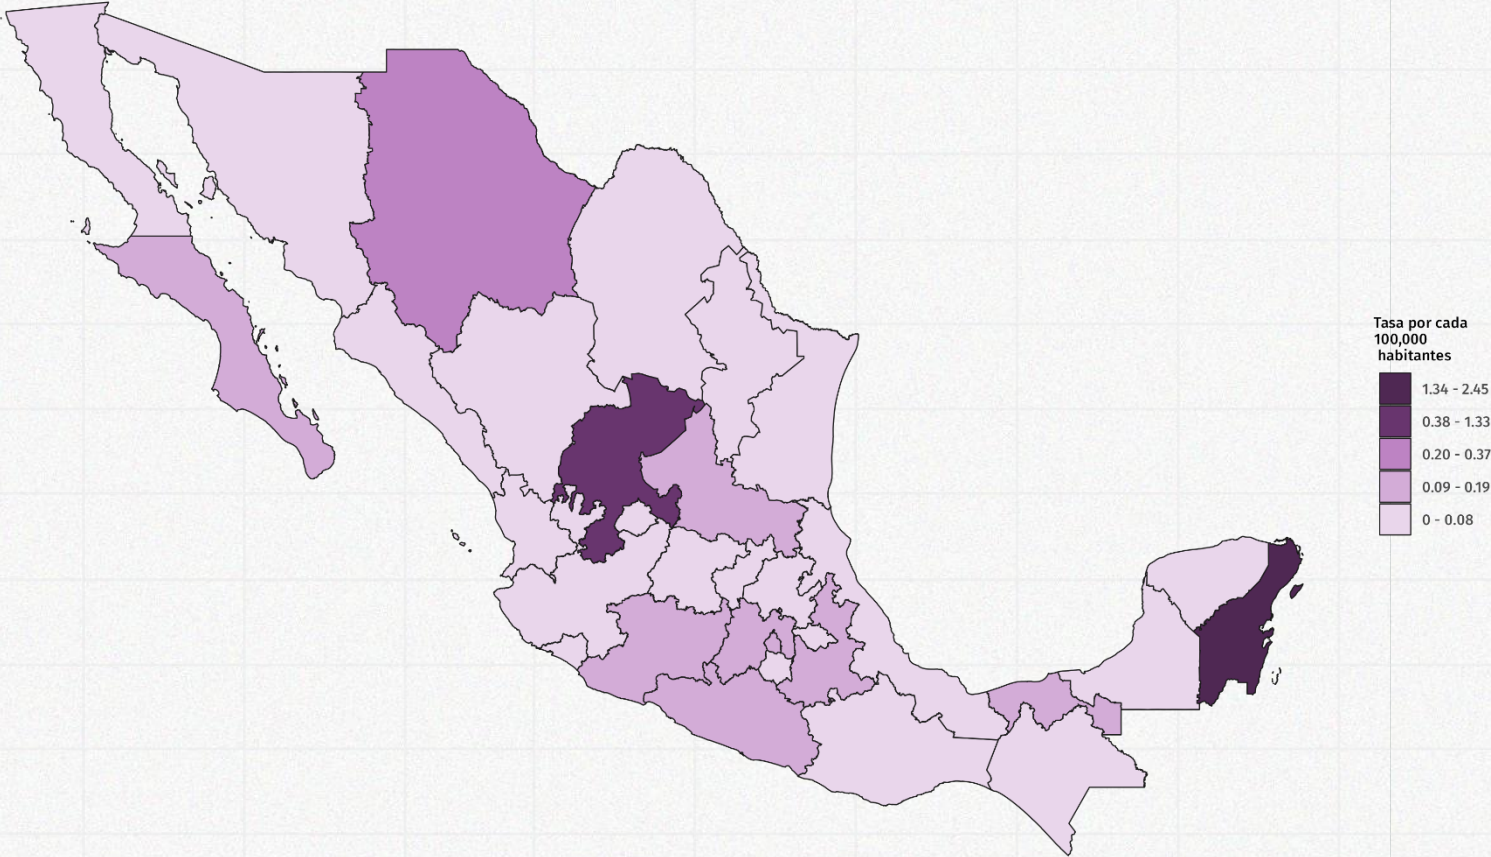 Tasa por cada
100,000
habitantes
1.34 - 2.45
0.38 - 1.33
0.20 - 0.37
0.09 - 0.19
0 - 0.08